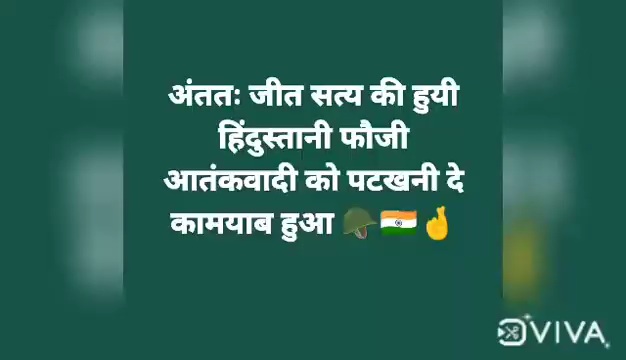 अंततः जीत सत्य की हुयी
हिंदुस्तानी फौजी
आतंकवादी को पटखनी दे
कामयाब हुआ 🪖🇮🇳🤞
VIVA